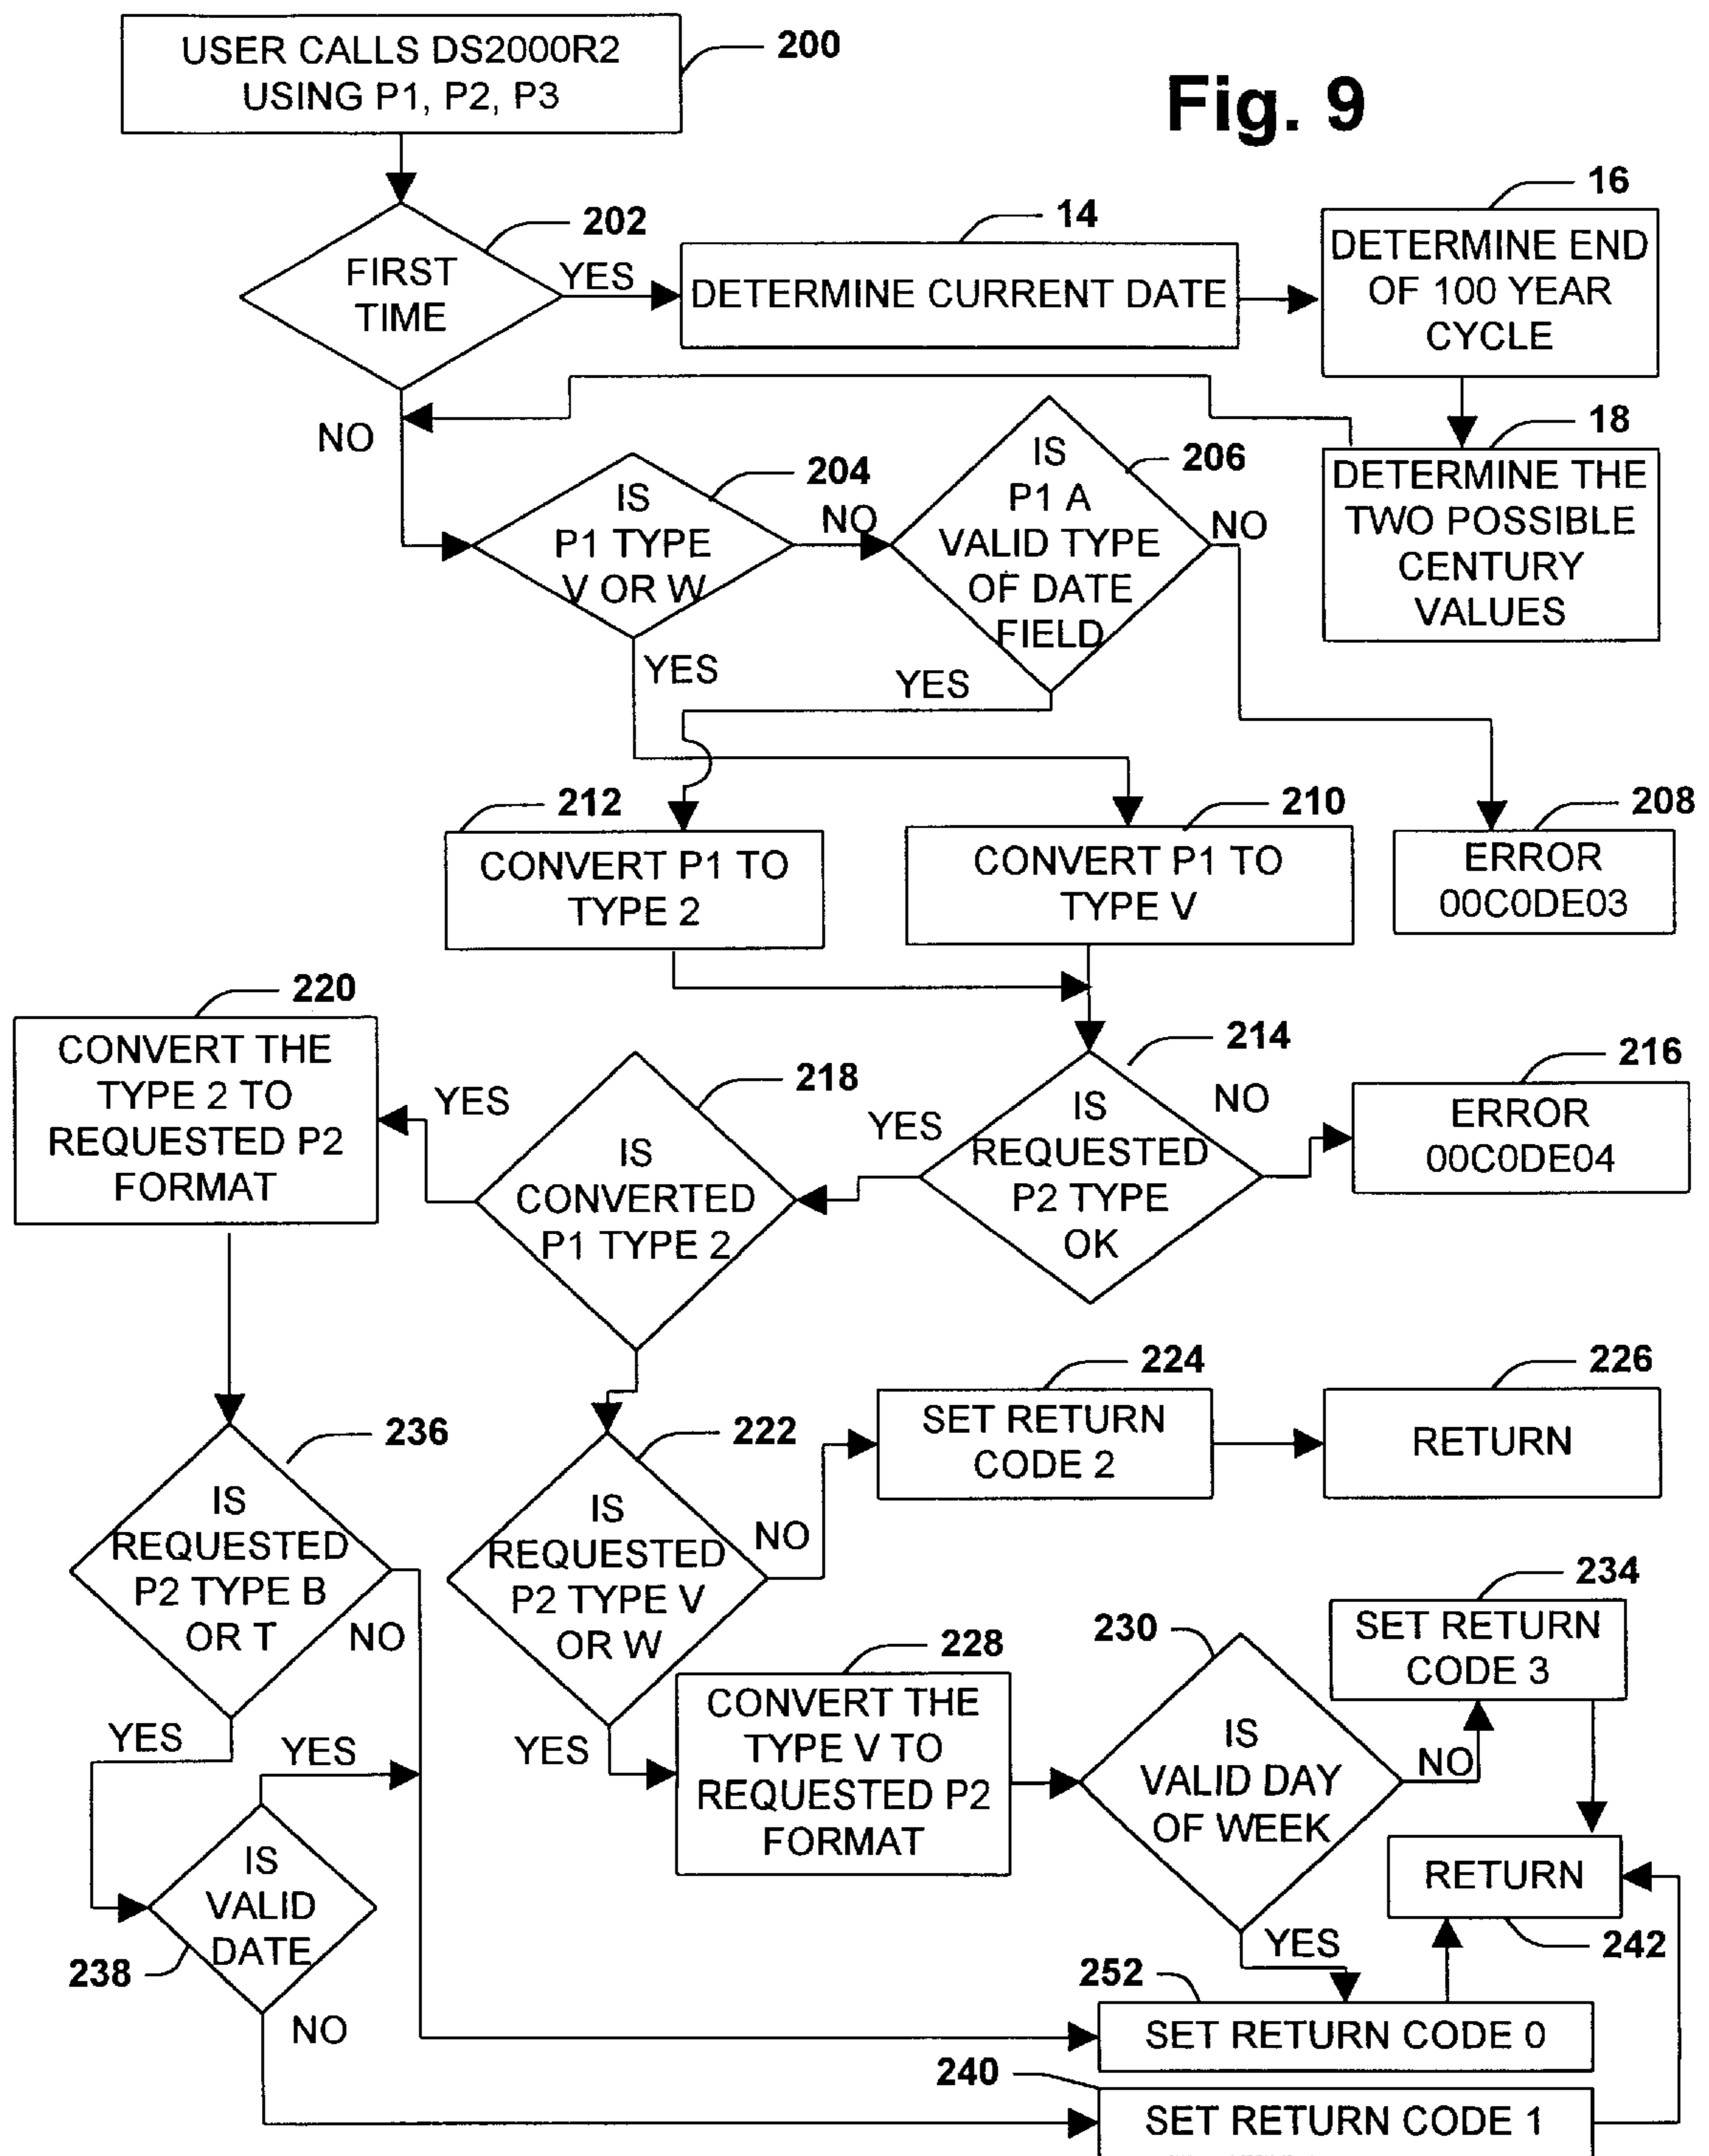 USER CALLS DS2000R2
USING P1, P2, P3
200
Fig. 9
FIRST
TIME
202
YES
NO
14
DETERMINE CURRENT DATE
16
DETERMINE END
OF 100 YEAR
CYCLE
18
DETERMINE THE
TWO POSSIBLE
CENTURY
VALUES
IS
P1 TYPE
V OR W
204
NO
YES
IS
P1 A
VALID TYPE
OF DATE
FIELD
206
NO
YES
212
CONVERT P1 TO
TYPE 2
210
CONVERT P1 TO
TYPE V
208
ERROR
00C0DE03
220
CONVERT THE
TYPE 2 TO
REQUESTED P2
FORMAT
YES
218
IS
CONVERTED
P1 TYPE 2
YES
214
IS
REQUESTED
P2 TYPE
OK
NO
216
ERROR
00C0DE04
236
IS
REQUESTED
P2 TYPE B
OR T
NO
YES
222
IS
REQUESTED
P2 TYPE V
OR W
NO
YES
224
SET RETURN
CODE 2
226
RETURN
228
CONVERT THE
TYPE V TO
REQUESTED P2
FORMAT
230
IS
VALID DAY
OF WEEK
NO
YES
234
SET RETURN
CODE 3
RETURN
242
YES
IS
VALID
DATE
238
NO
252
SET RETURN CODE 0
240
SET RETURN CODE 1